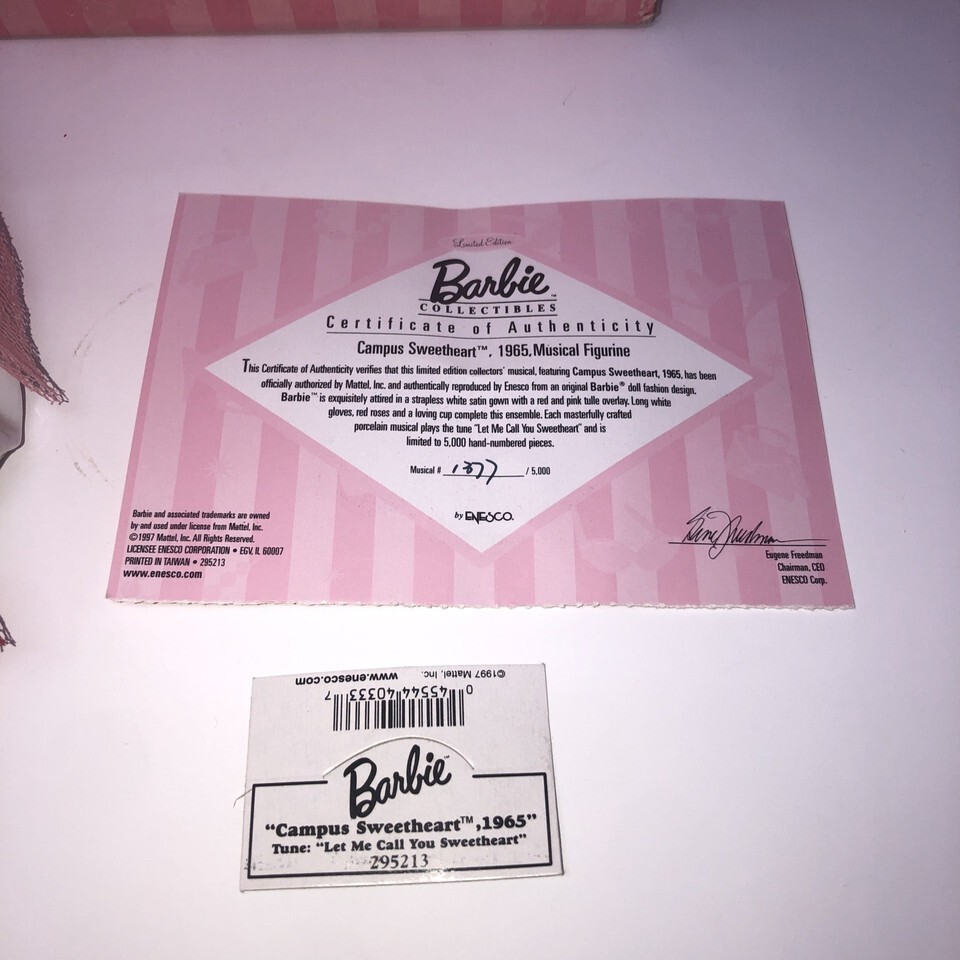 Limited Edition
Barbie™
COLLECTIBLES
Certificate of Authenticity
Campus Sweetheart™, 1965, Musical Figurine
This Certificate of Authenticity verifies that this limited edition collectors' musical, featuring Campus Sweetheart, 1965, has been
officially authorized by Mattel, Inc. and authentically reproduced by Enesco from an original Barbie® doll fashion design.
Barbie™ is exquisitely attired in a strapless white satin gown with a red and pink tulle overlay. Long white
gloves, red roses and a loving cup complete this ensemble. Each masterfully crafted
porcelain musical plays the tune "Let Me Call You Sweetheart" and is
limited to 5,000 hand-numbered pieces.
Musical # 1377 / 5,000
by ENESCO.
Barbie and associated trademarks are owned
by and used under license from Mattel, Inc.
©1997 Mattel, Inc. All Rights Reserved.
LICENSEE ENESCO CORPORATION • EGV, IL 60007
PRINTED IN TAIWAN • 295213
www.enesco.com
Eugene Freedman
Eugene Freedman
Chairman, CEO
ENESCO Corp.
©1997 Mattel, Inc. www.enesco.com
0 45544 40333 7
Barbie™
"Campus Sweetheart™, 1965"
Tune: "Let Me Call You Sweetheart"
295213